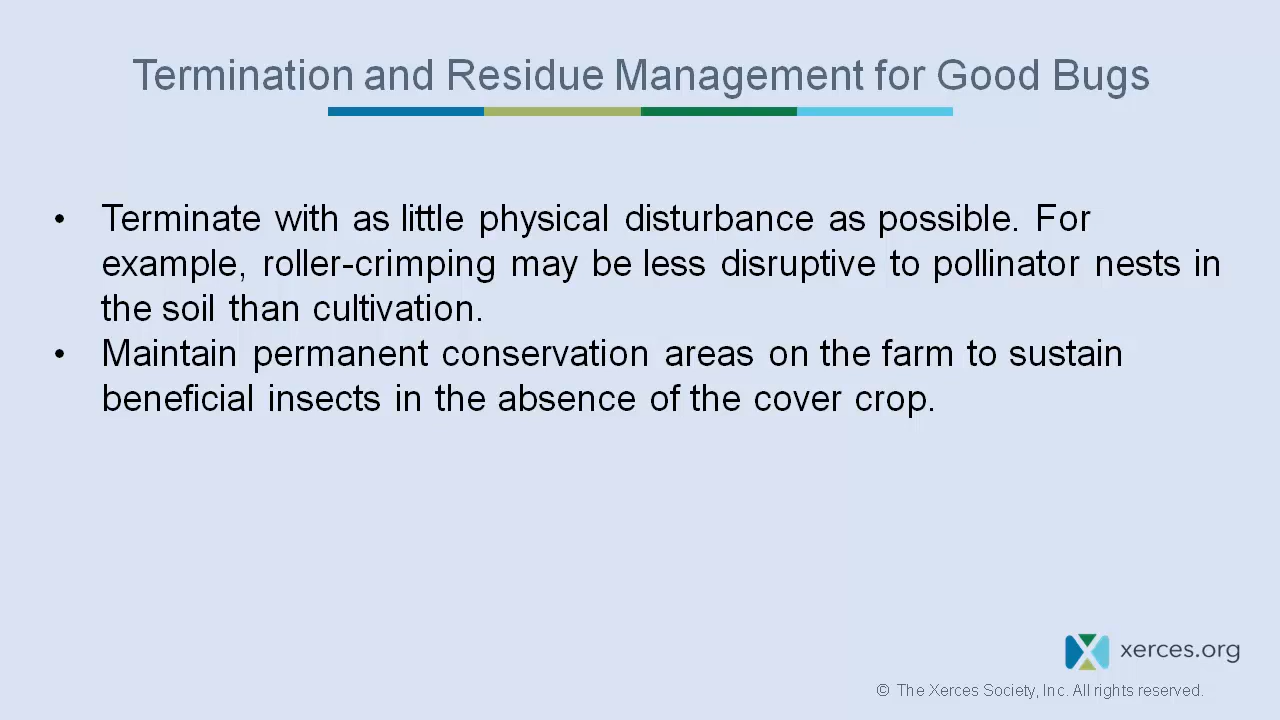 Termination and Residue Management for Good Bugs
• Terminate with as little physical disturbance as possible. For
example, roller-crimping may be less disruptive to pollinator nests in
the soil than cultivation.
• Maintain permanent conservation areas on the farm to sustain
beneficial insects in the absence of the cover crop.
xerces.org
© The Xerces Society, Inc. All rights reserved.